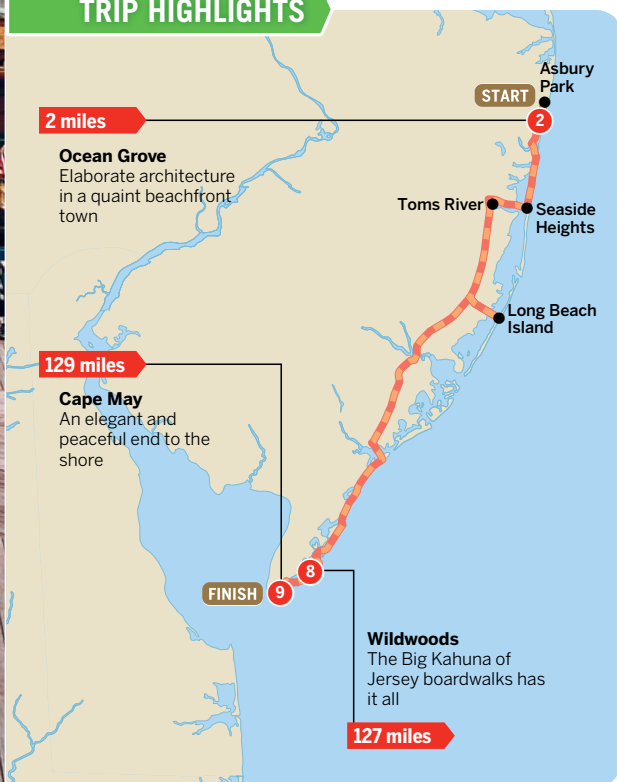 TRIP HIGHLIGHTS
Asbury
Park
START
2 miles
2
Ocean Grove
Elaborate architecture
in a quaint beachfront
town
Toms River
Seaside
Heights
Long Beach
Island
129 miles
Cape May
An elegant and
peaceful end to the
shore
8
FINISH
9
Wildwoods
The Big Kahuna of
Jersey boardwalks has
it all
127 miles